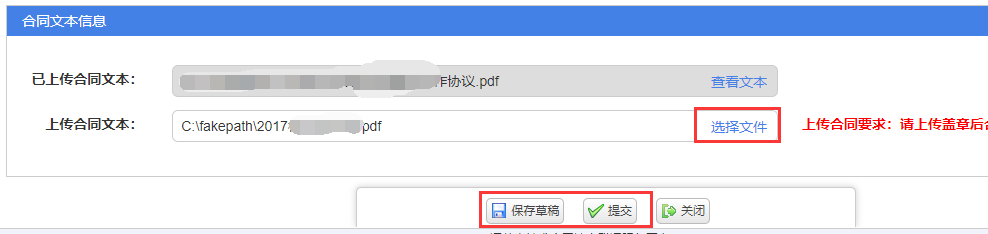 合同文本信息
已上传合同文本： 作协议.pdf 查看文本
上传合同文本： C:\fakepath\2017 pdf 选择文件 上传合同要求：请上传盖章后
保存草稿 提交 关闭